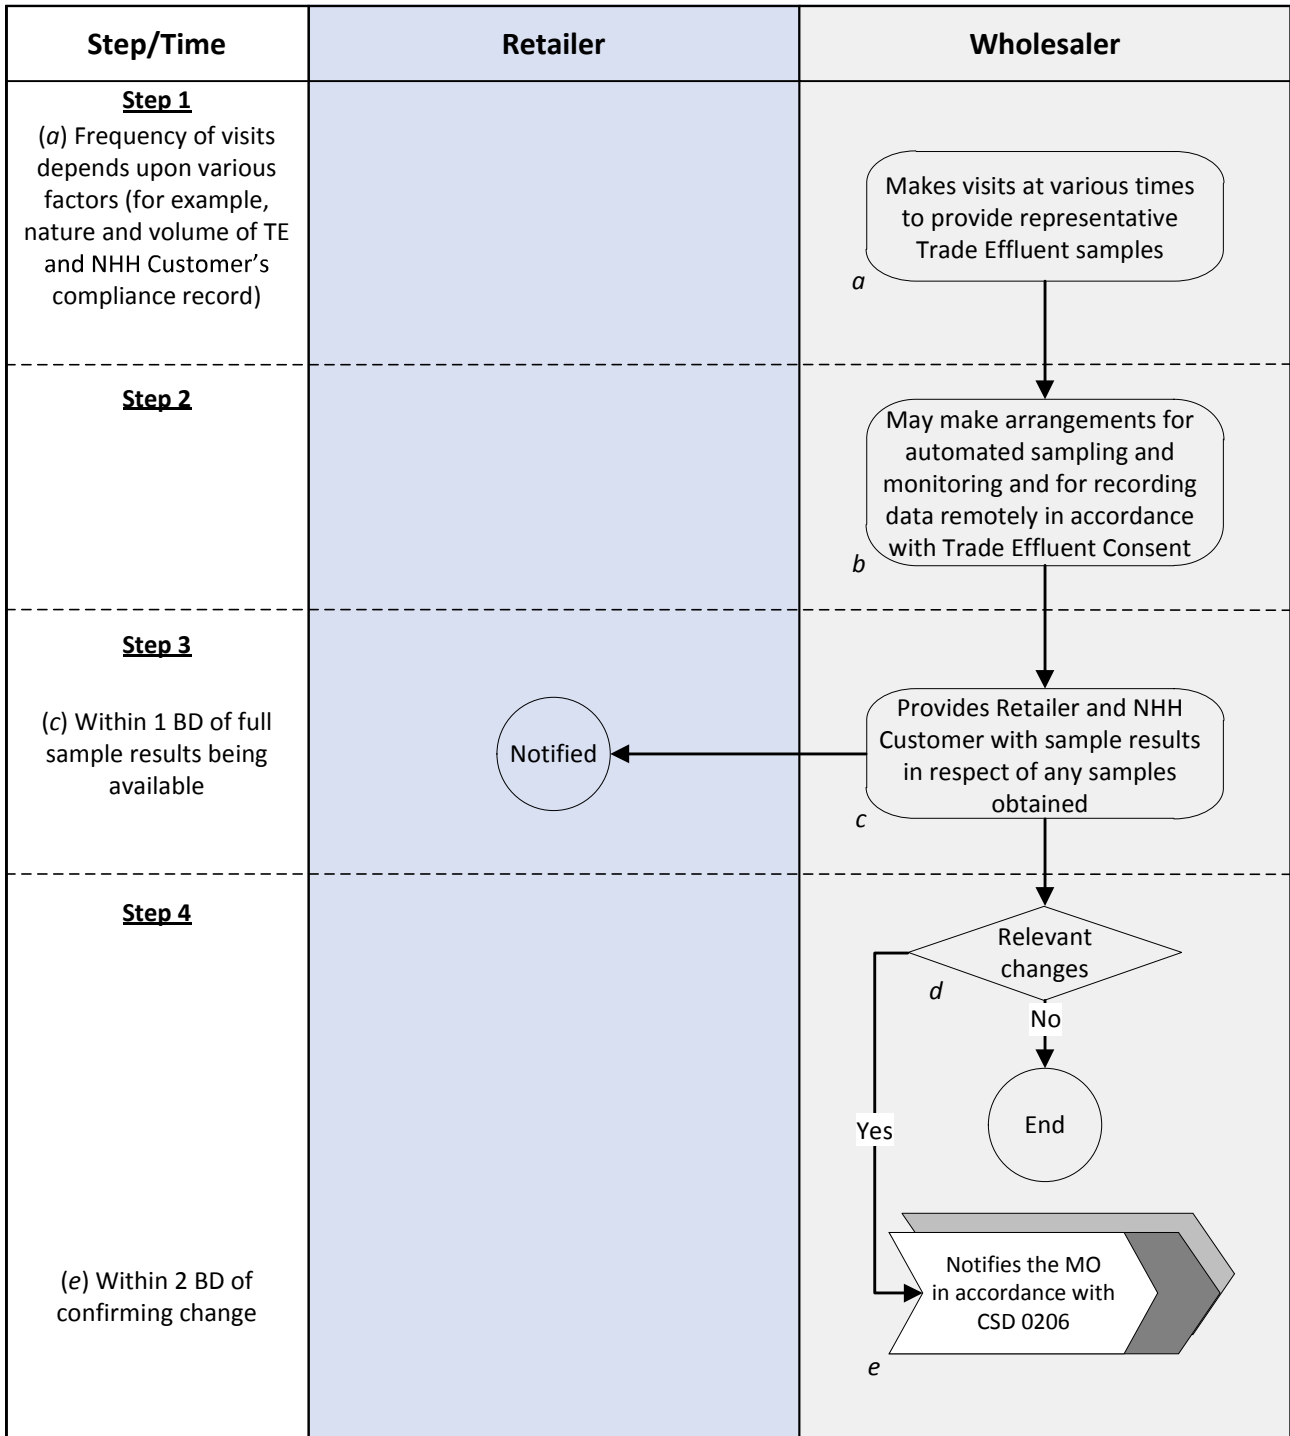 Step/Time
Retailer
Wholesaler
Step 1
(a) Frequency of visits
depends upon various
factors (for example,
nature and volume of TE
and NHH Customer's
compliance record)
Makes visits at various times
to provide representative
Trade Effluent samples
a
Step 2
May make arrangements for
automated sampling and
monitoring and for recording
data remotely in accordance
with Trade Effluent Consent
b
Step 3
(c) Within 1 BD of full
sample results being
available
Notified
Provides Retailer and NHH
Customer with sample results
in respect of any samples
obtained
c
Step 4
Relevant
changes
d
No
End
Yes
(e) Within 2 BD of
confirming change
Notifies the MO
in accordance with
CSD 0206
e